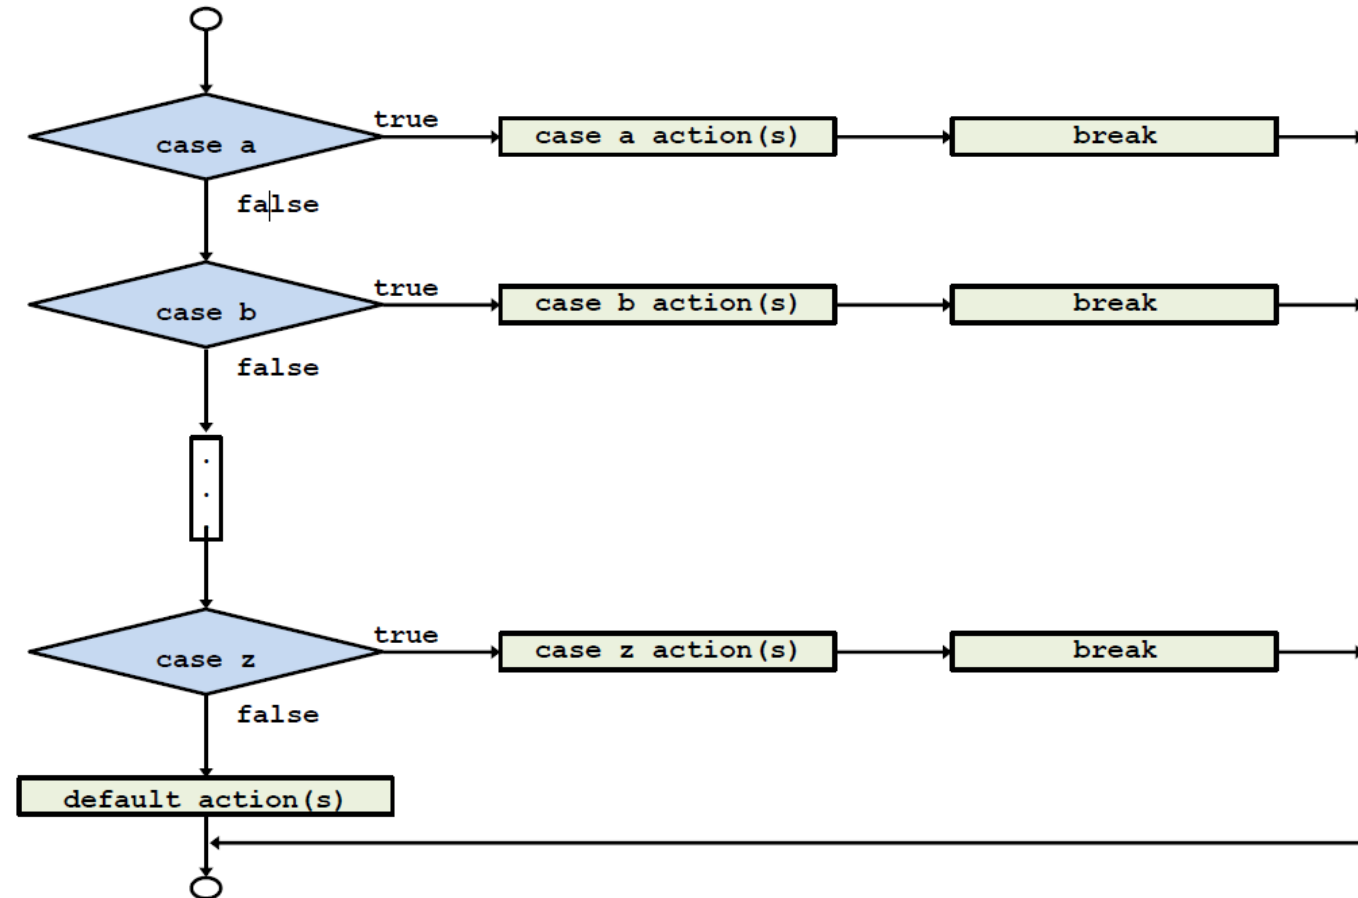 true
case a
case a action(s)
break
false
true
case b
case b action(s)
break
false
.
.
true
case z
case z action(s)
break
false
default action(s)